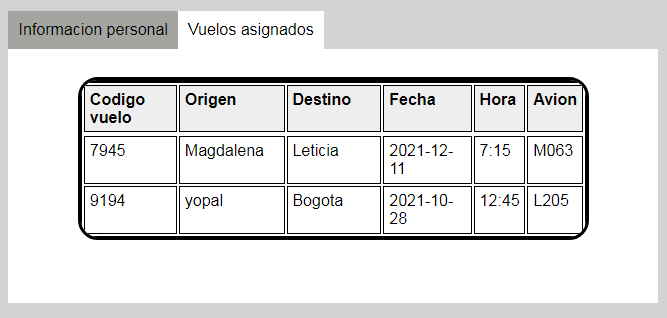 Informacion personal Vuelos asignados
Codigo vuelo Origen Destino Fecha Hora Avion
7945 Magdalena Leticia 2021-12-11 7:15 M063
9194 yopal Bogota 2021-10-28 12:45 L205